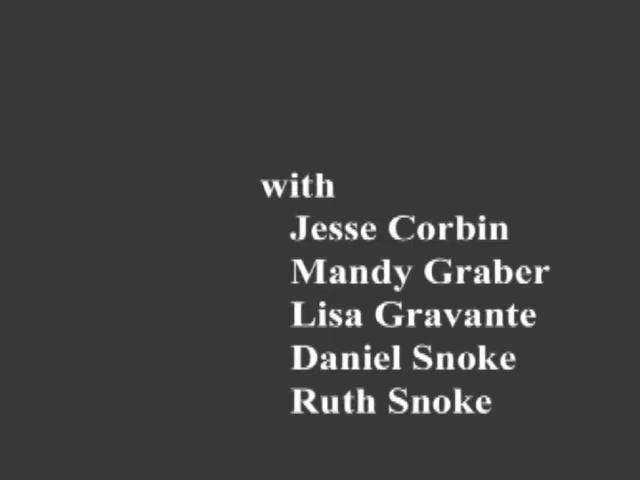 with
Jesse Corbin
Mandy Graber
Lisa Gravante
Daniel Snoke
Ruth Snoke